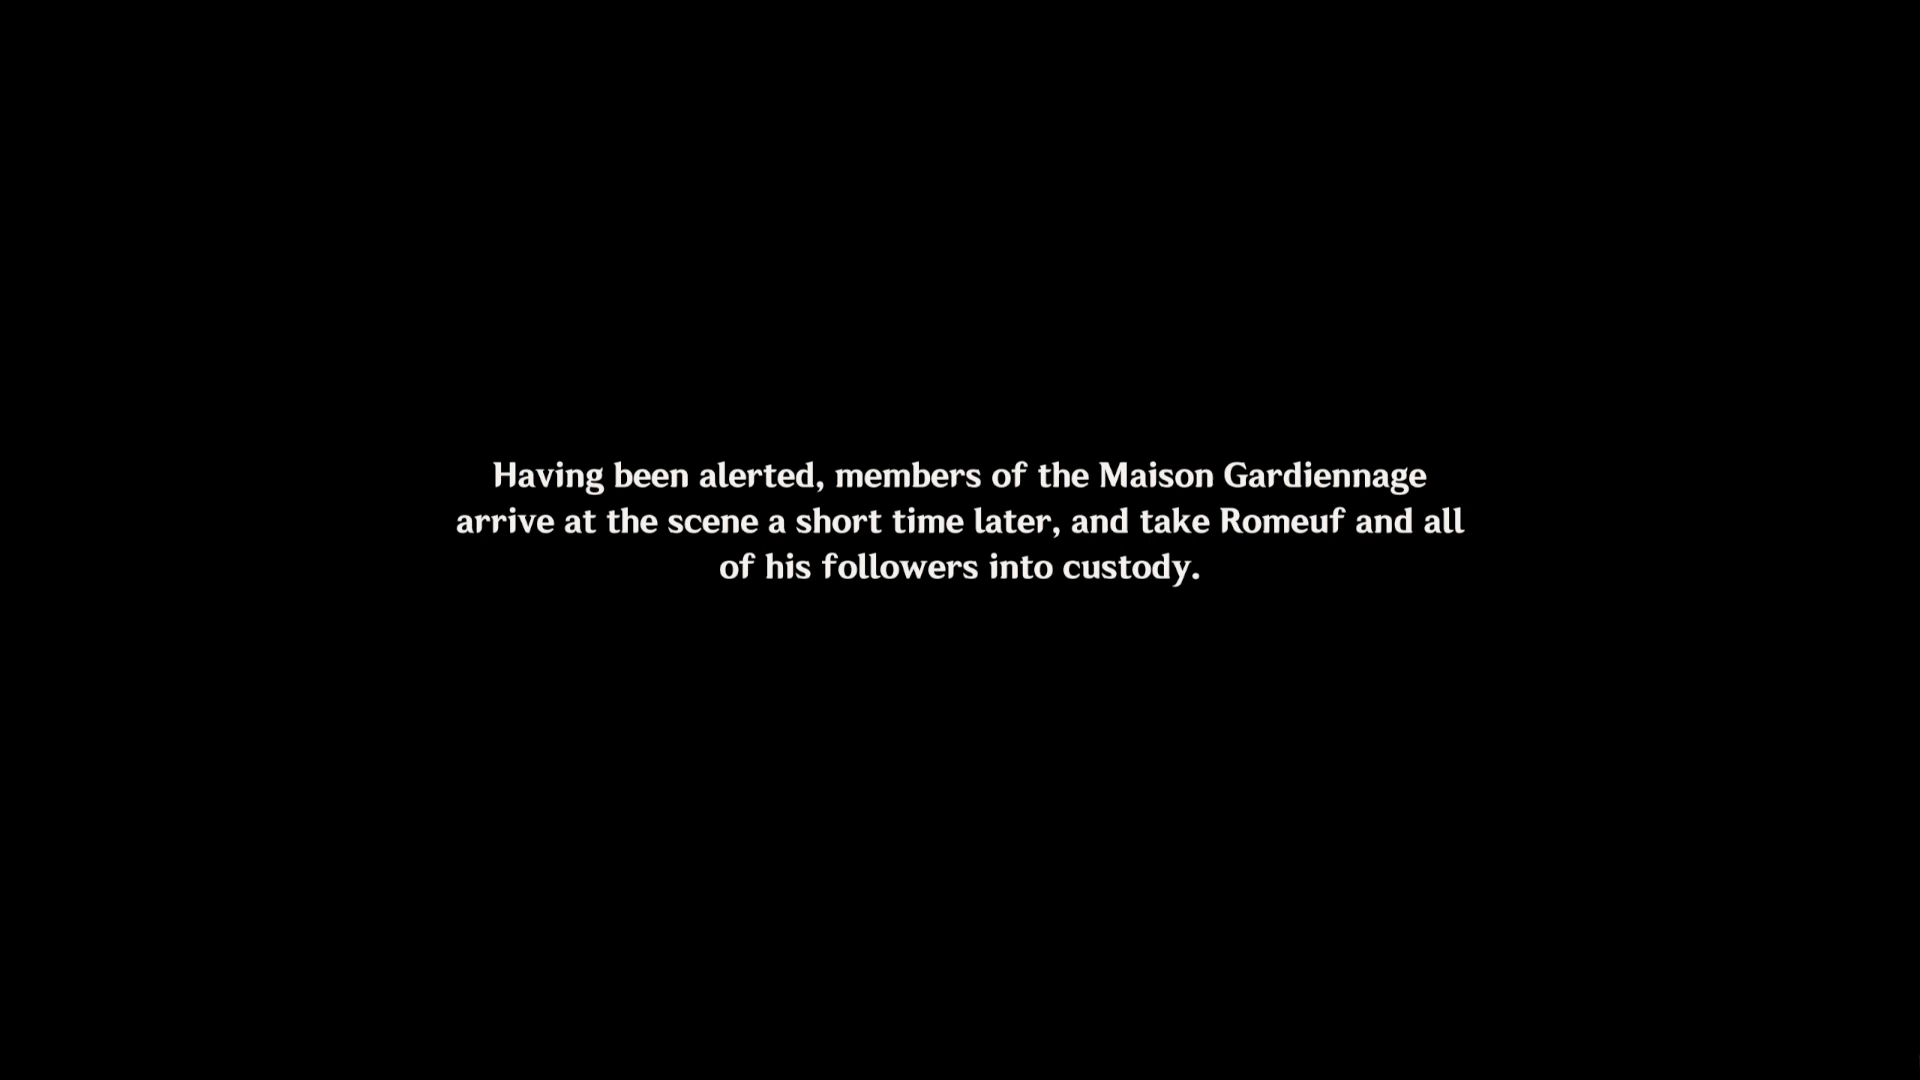 Having been alerted, members of the Maison Gardiennage
arrive at the scene a short time later, and take Romeuf and all
of his followers into custody.